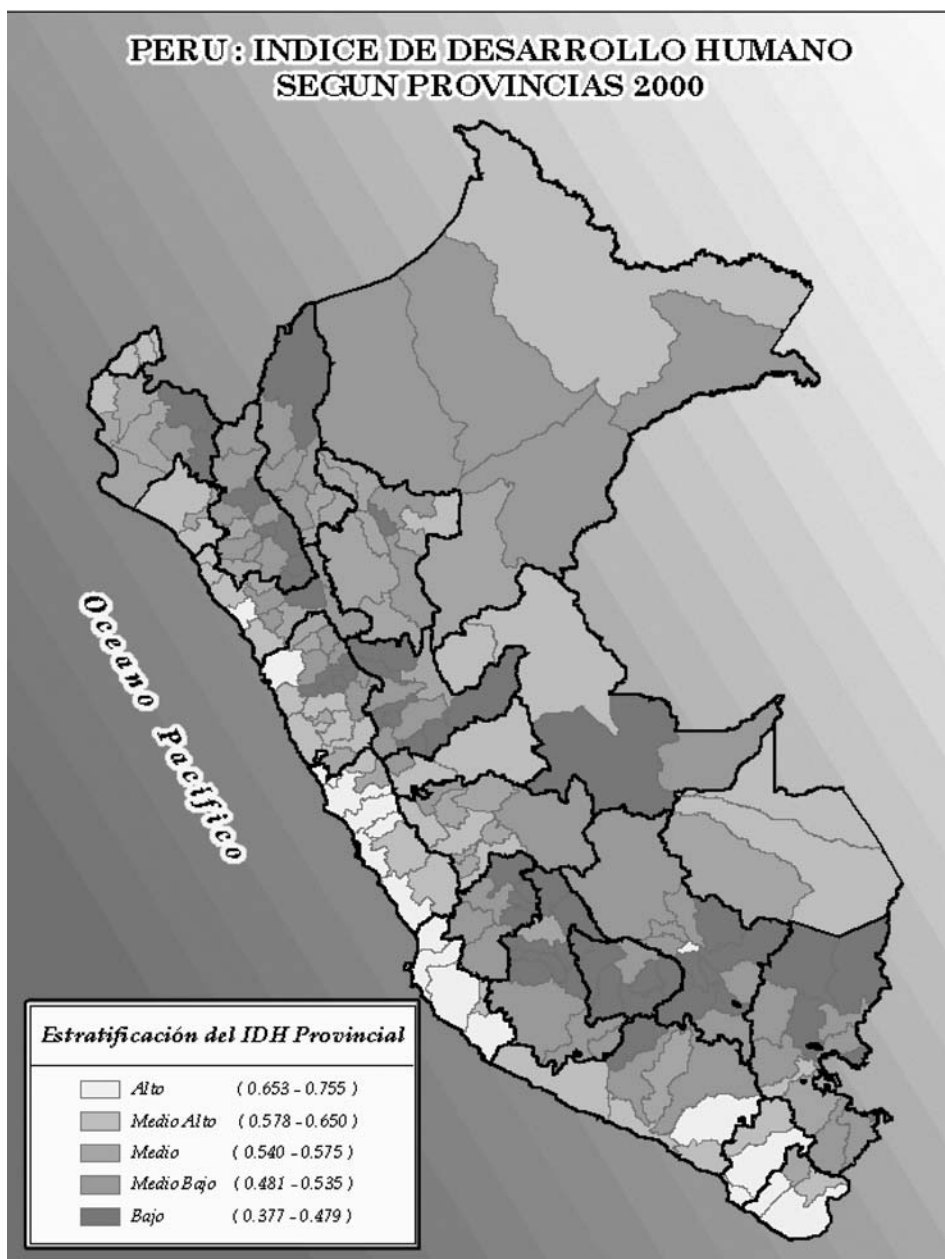 PERU : INDICE DE DESARROLLO HUMANO
SEGUN PROVINCIAS 2000
Oceano Pacifico
Estratificación del IDH Provincial
Alto ( 0.653 - 0.755 )
Medio Alto ( 0.578 - 0.650 )
Medio ( 0.540 - 0.575 )
Medio Bajo ( 0.481 - 0.535 )
Bajo ( 0.377 - 0.479 )